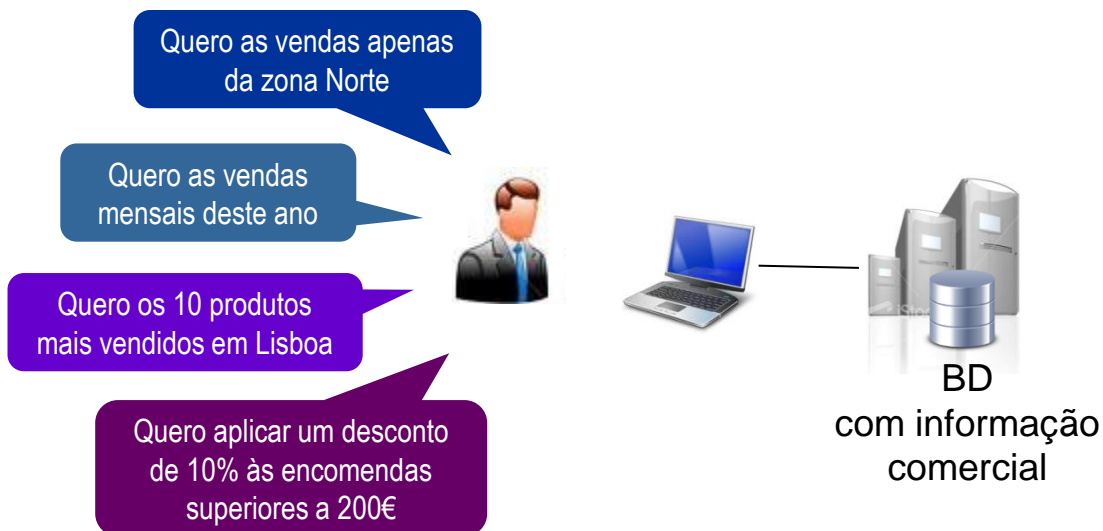 Quero as vendas apenas
da zona Norte
Quero as vendas
mensais deste ano
Quero os 10 produtos
mais vendidos em Lisboa
Quero aplicar um desconto
de 10% às encomendas
superiores a 200€
BD
com informação
comercial